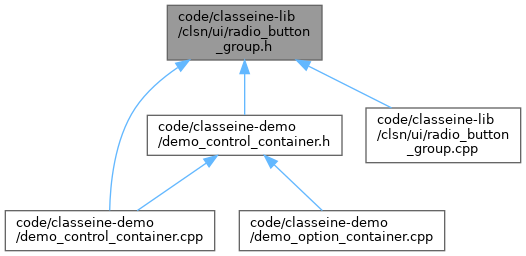 code/classeine-lib
/clsn/ui/radio_button
_group.h
code/classeine-demo
/demo_control_container.h
code/classeine-lib
/clsn/ui/radio_button
_group.cpp
code/classeine-demo
/demo_control_container.cpp
code/classeine-demo
/demo_option_container.cpp